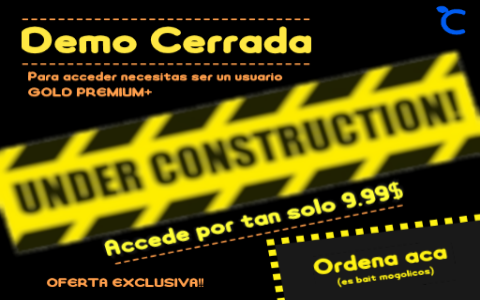 Demo Cerrada
Para acceder necesitas ser un usuario
GOLD PREMIUM+
UNDER CONSTRUCTION!
Accede por tan solo 9.99$
Ordena aca
(es bait mogolicos)
OFERTA EXCLUSIVA!!